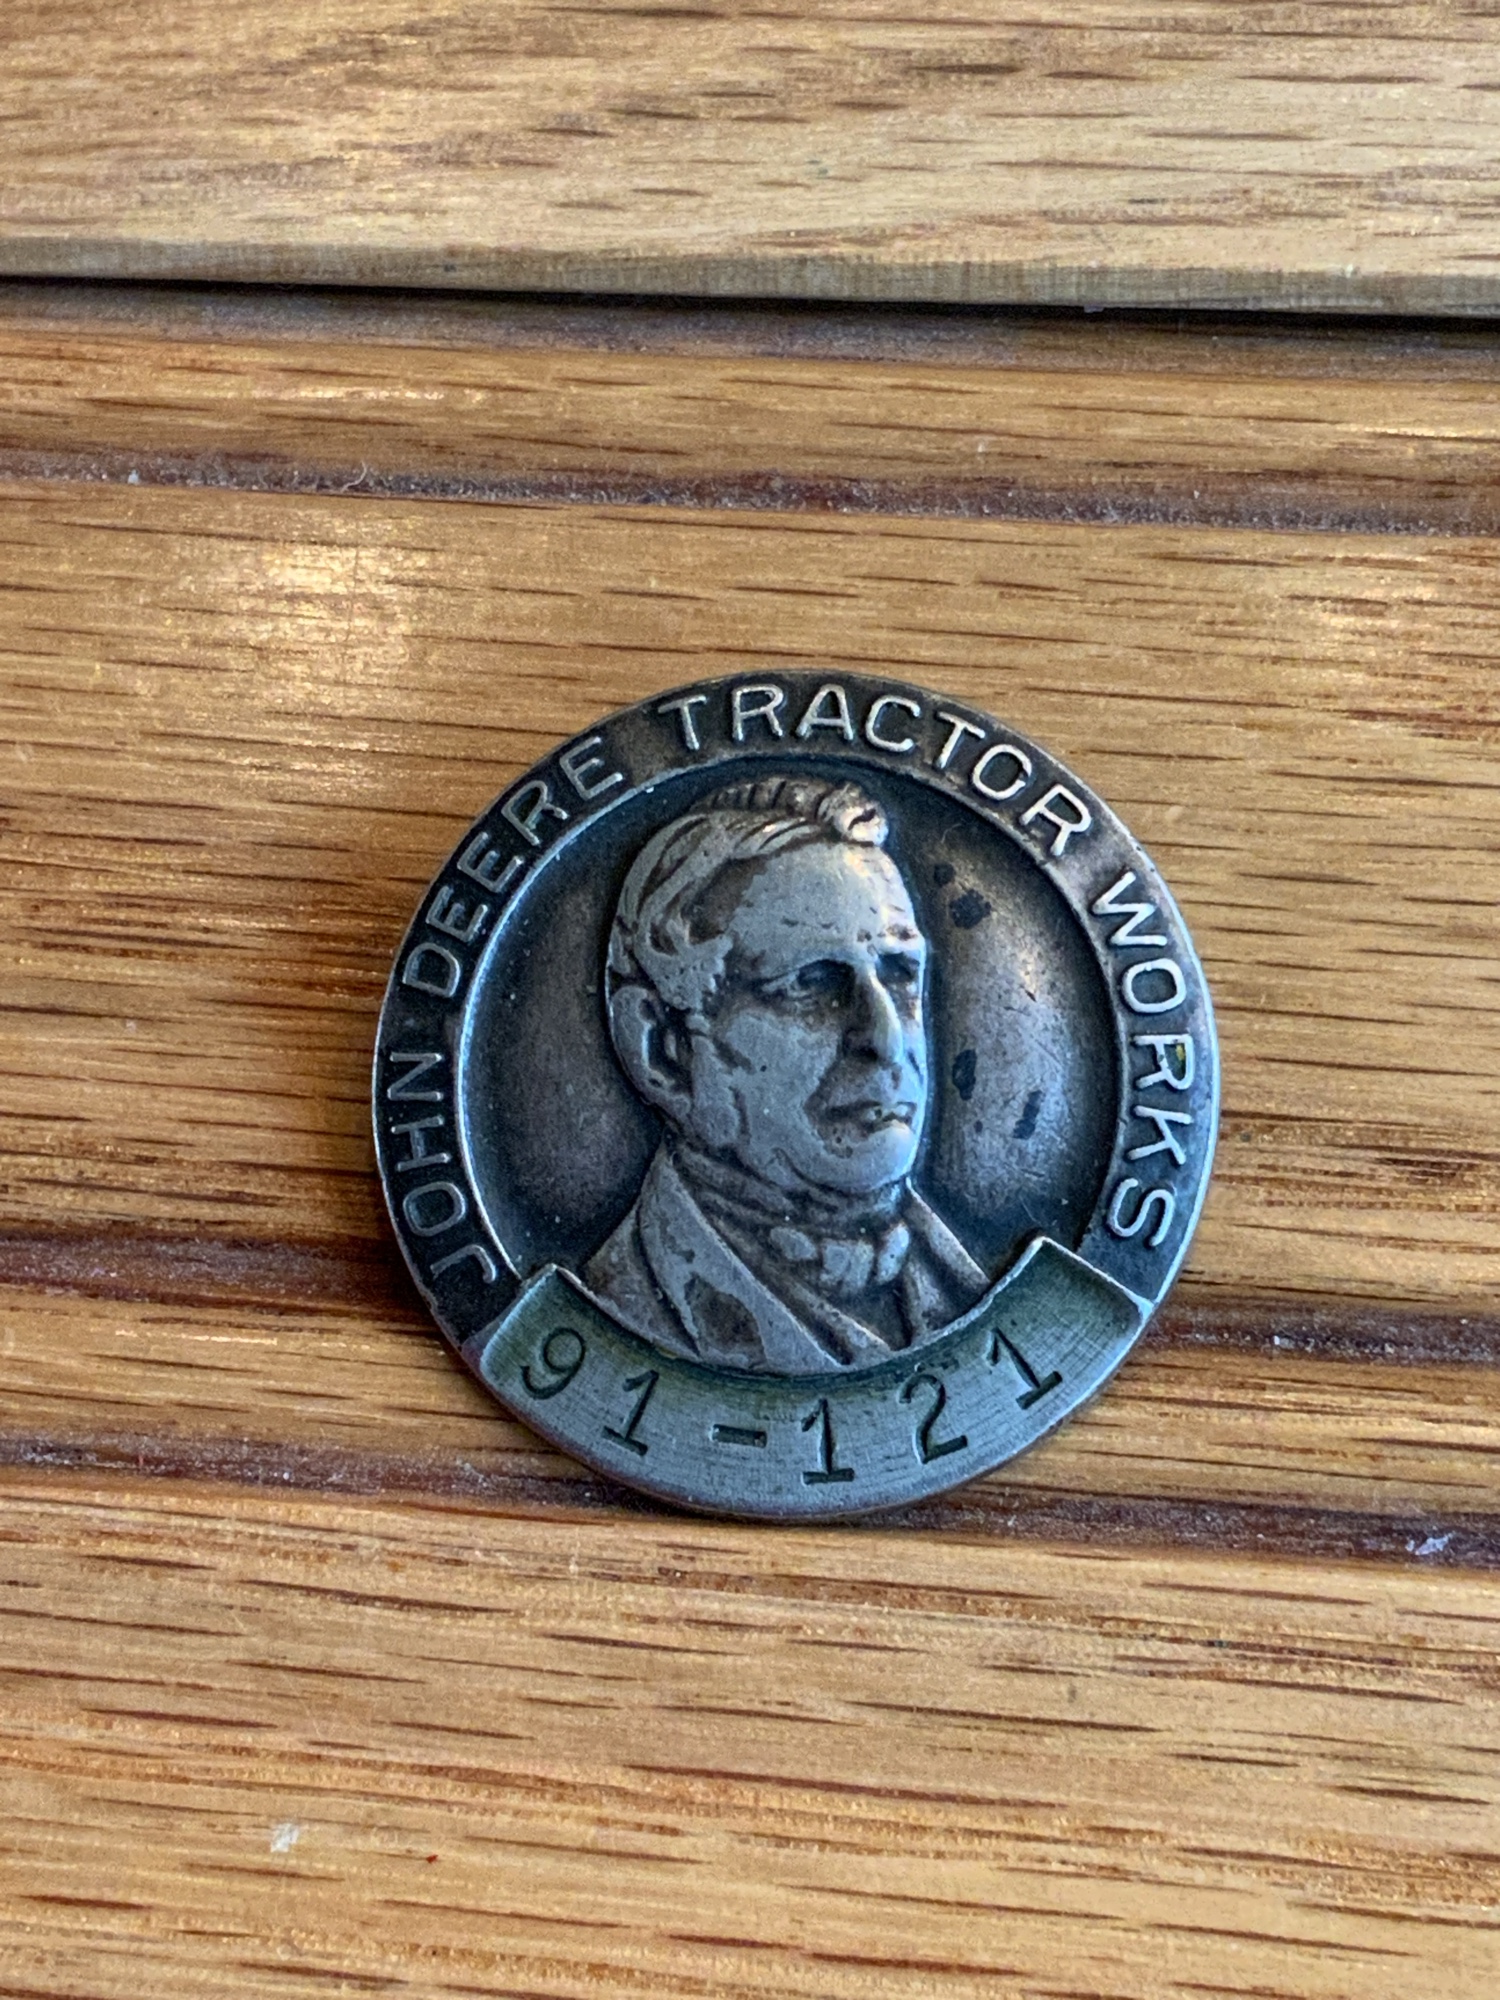 JOHN DEERE TRACTOR WORKS
91-121